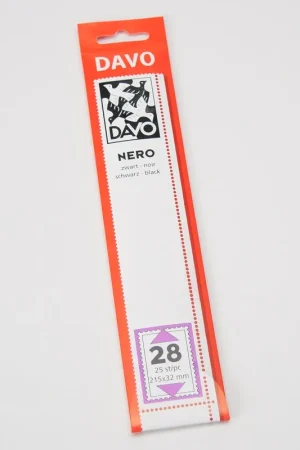 DAVO
DAVO
NERO
zwart - noir
schwarz - black
28
25 st/pc
215x32 mm